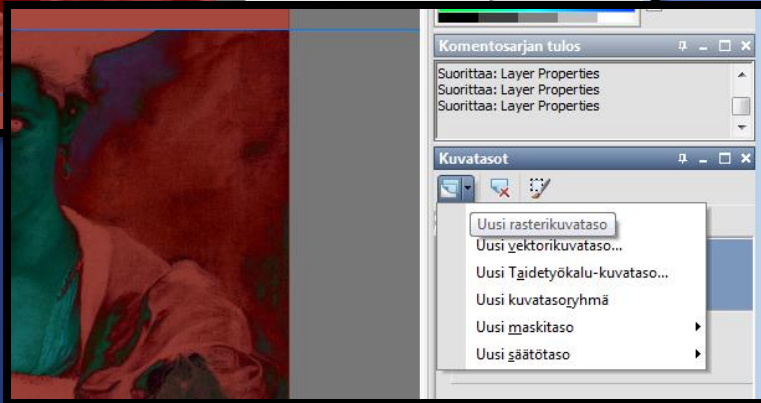 Komentosarjan tulos
Suorittaa: Layer Properties
Suorittaa: Layer Properties
Suorittaa: Layer Properties
Kuvatasot
Uusi rasterikuvataso
Uusi vektorikuvataso...
Uusi Taidetyökalu-kuvataso...
Uusi kuvatasoryhmä
Uusi maskitaso
Uusi säätötaso